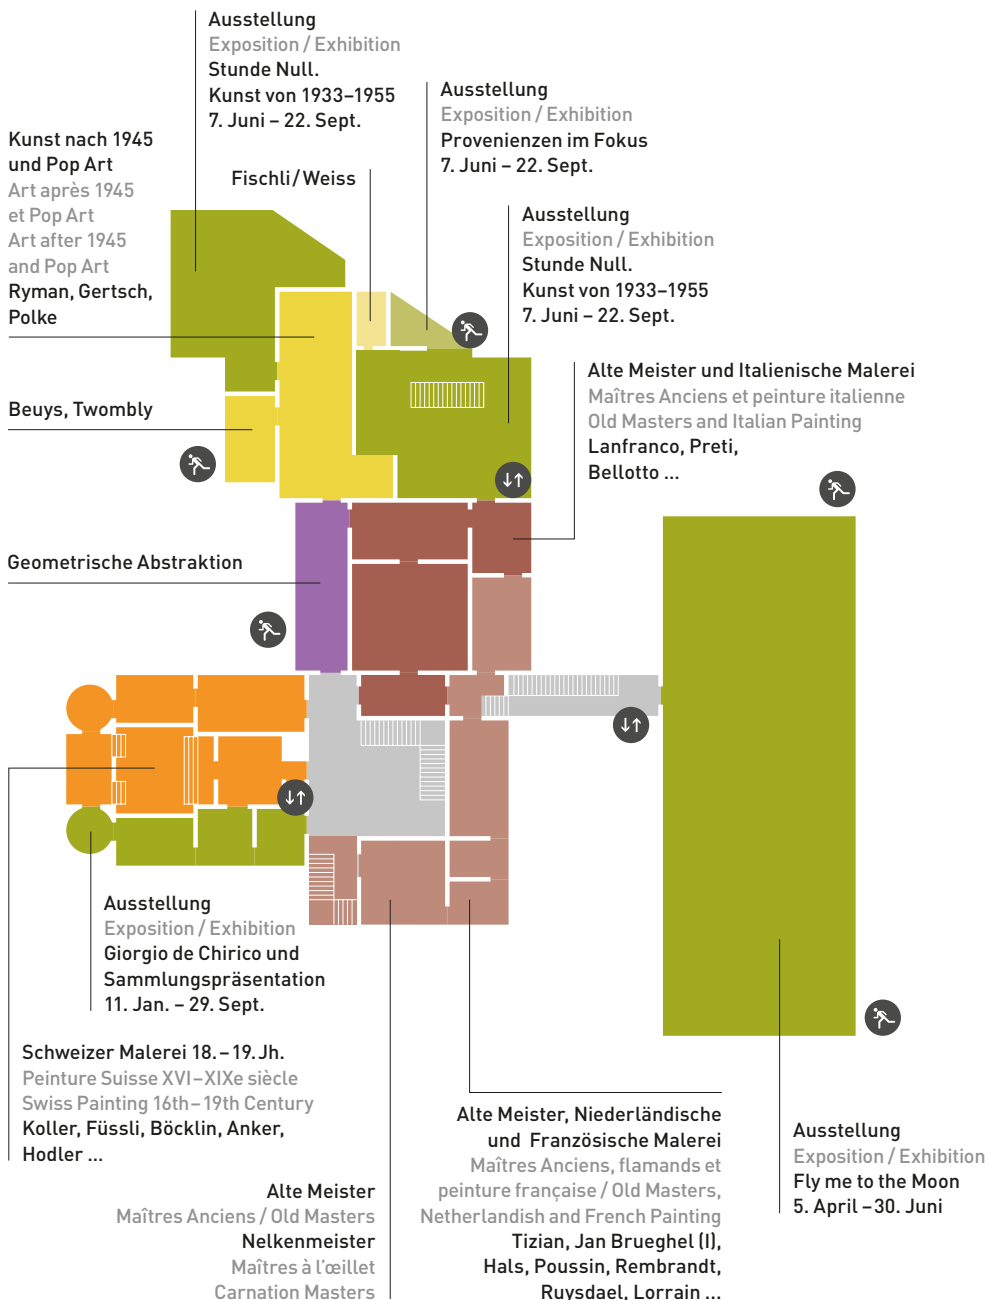 Ausstellung
Exposition / Exhibition
Stunde Null.
Kunst von 1933–1955
7. Juni – 22. Sept.
Ausstellung
Exposition / Exhibition
Provenienzen im Fokus
7. Juni – 22. Sept.
Kunst nach 1945
und Pop Art
Art après 1945
et Pop Art
Art after 1945
and Pop Art
Ryman, Gertsch,
Polke
Fischli / Weiss
Ausstellung
Exposition / Exhibition
Stunde Null.
Kunst von 1933–1955
7. Juni – 22. Sept.
Alte Meister und Italienische Malerei
Maîtres Anciens et peinture italienne
Old Masters and Italian Painting
Lanfranco, Preti,
Bellotto ...
Beuys, Twombly
Geometrische Abstraktion
Ausstellung
Exposition / Exhibition
Giorgio de Chirico und
Sammlungspräsentation
11. Jan. – 29. Sept.
Schweizer Malerei 18. – 19. Jh.
Peinture Suisse XVI – XIXe siècle
Swiss Painting 16th – 19th Century
Koller, Füssli, Böcklin, Anker,
Hodler ...
Alte Meister
Maîtres Anciens / Old Masters
Nelkenmeister
Maîtres à l'œillet
Carnation Masters
Alte Meister, Niederländische
und Französische Malerei
Maîtres Anciens, flamands et
peinture française / Old Masters,
Netherlandish and French Painting
Tizian, Jan Brueghel (I),
Hals, Poussin, Rembrandt,
Ruysdael, Lorrain ...
Ausstellung
Exposition / Exhibition
Fly me to the Moon
5. April – 30. Juni